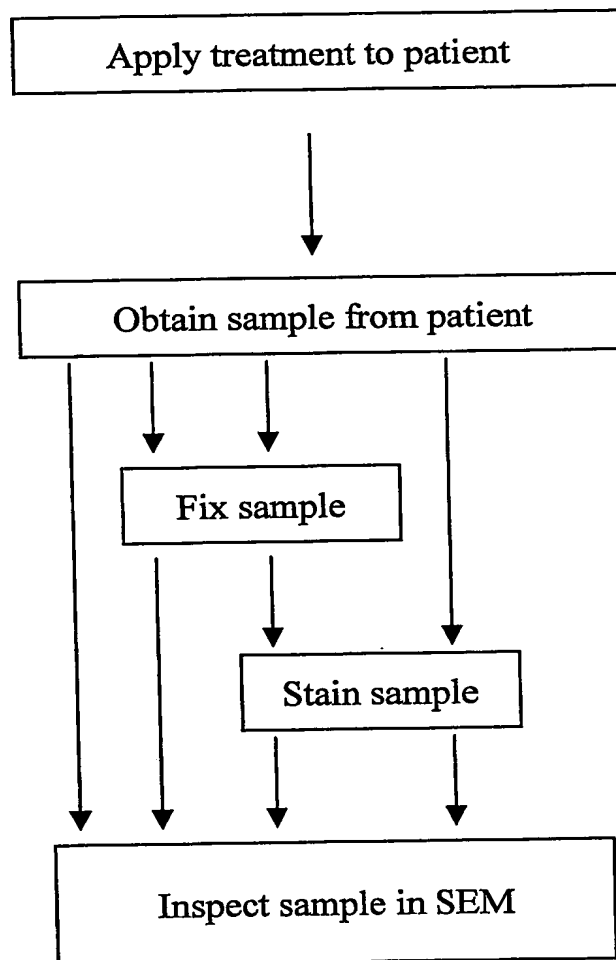 Apply treatment to patient
Obtain sample from patient
Fix sample
Stain sample
Inspect sample in SEM